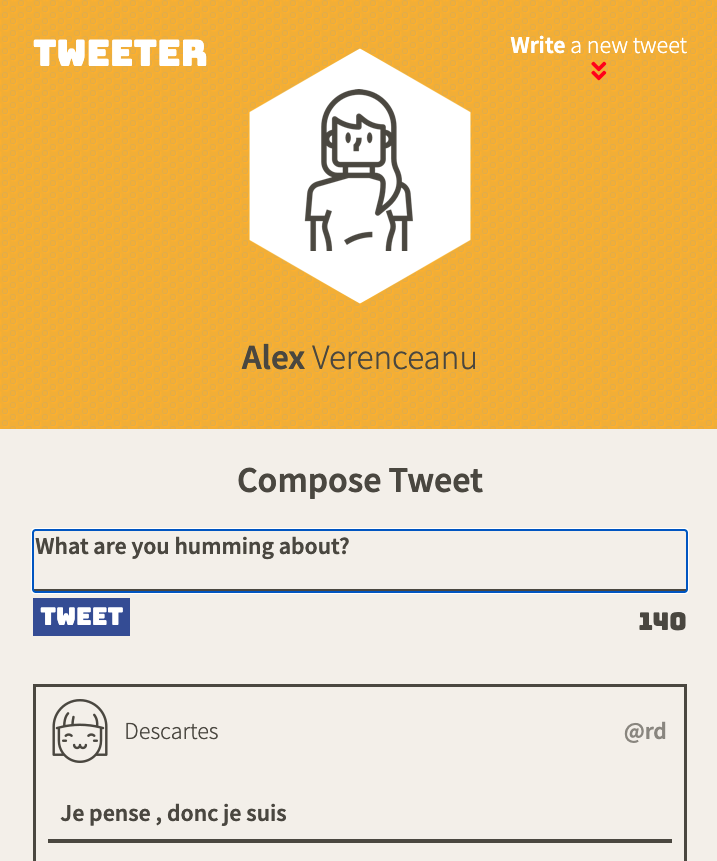 TWEETER
Write a new tweet
Alex Verenceanu
Compose Tweet
What are you humming about?
TWEET
140
Descartes
@rd
Je pense , donc je suis